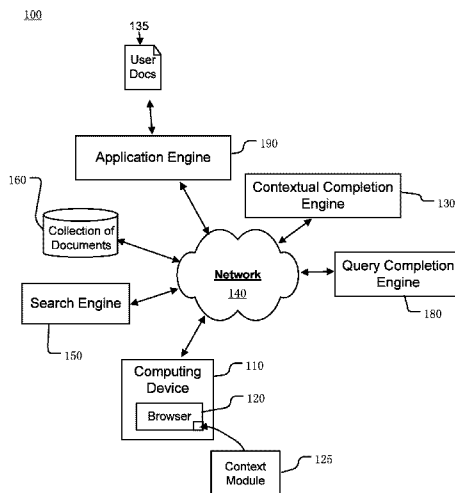 100
135
User
Docs
Application Engine
190
160
Collection of
Documents
Contextual Completion
Engine
130
Network
140
Query Completion
Engine
180
Search Engine
150
Computing
Device
110
Browser
120
Context
Module
125